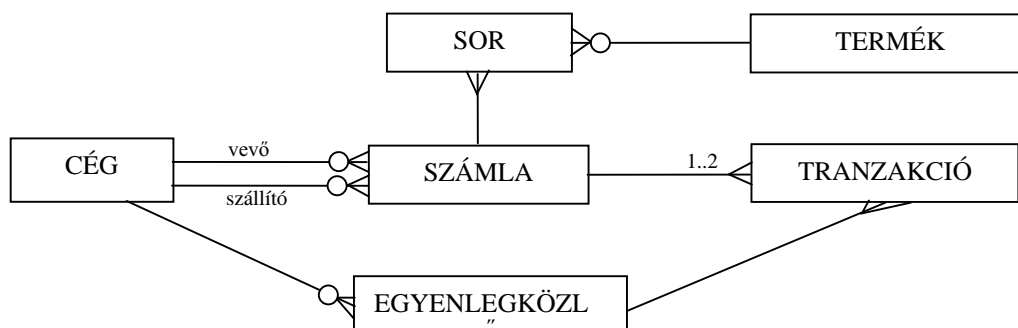 SOR
TERMÉK
CÉG
vevő
szállító
SZÁMLA
1..2
TRANZAKCIÓ
EGYENLEGKÖZL